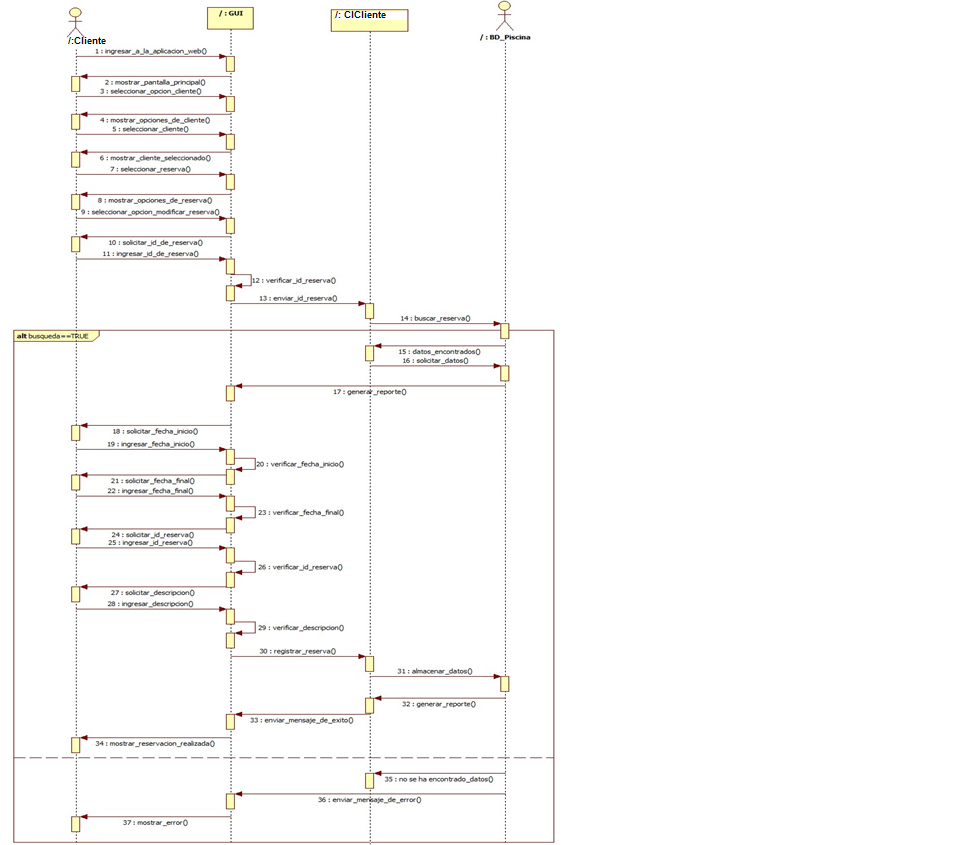 / : GUI
/: CICliente
/:Cliente
/ : BD_Piscina
1 : ingresar_a_la_aplicacion_web()
2 : mostrar_pantalla_principal()
3 : seleccionar_opcion_cliente()
4 : mostrar_opciones_de_cliente()
5 : seleccionar_cliente()
6 : mostrar_cliente_seleccionado()
7 : seleccionar_reserva()
8 : mostrar_opciones_de_reserva()
9 : seleccionar_opcion_modificar_reserva()
10 : solicitar_id_de_reserva()
11 : ingresar_id_de_reserva()
12 : verificar_id_reserva()
13 : enviar_id_reserva()
14 : buscar_reserva()
alt busqueda==TRUE
15 : datos_encontrados()
16 : solicitar_datos()
17 : generar_reporte()
18 : solicitar_fecha_inicio()
19 : ingresar_fecha_inicio()
20 : verificar_fecha_inicio()
21 : solicitar_fecha_final()
22 : ingresar_fecha_final()
23 : verificar_fecha_final()
24 : solicitar_id_reserva()
25 : ingresar_id_reserva()
26 : verificar_id_reserva()
27 : solicitar_descripcion()
28 : ingresar_descripcion()
29 : verificar_descripcion()
30 : registrar_reserva()
31 : almacenar_datos()
32 : generar_reporte()
33 : enviar_mensaje_de_exito()
34 : mostrar_reservacion_realizada()
35 : no se ha encontrado_datos()
36 : enviar_mensaje_de_error()
37 : mostrar_error()